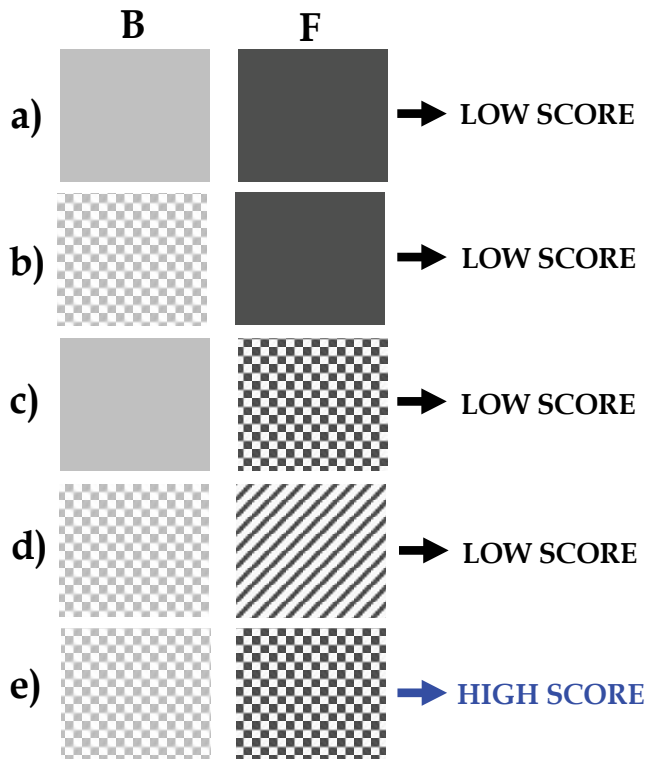 B F
a) LOW SCORE
b) LOW SCORE
c) LOW SCORE
d) LOW SCORE
e) HIGH SCORE